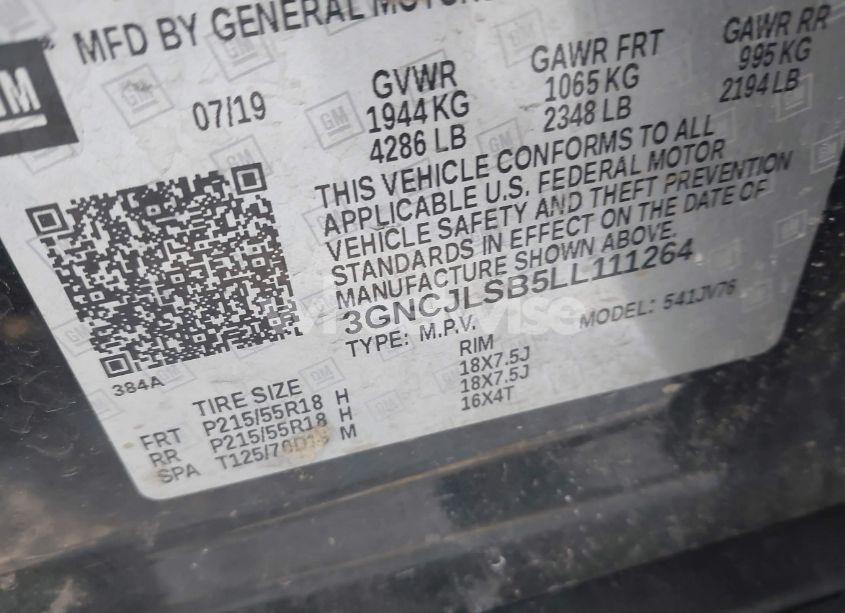 MFD BY GENERAL
GM
07/19
GVWR
1944 KG
4286 LB
GAWR FRT
1065 KG
2348 LB
GAWR RR
995 KG
2194 LB
THIS VEHICLE CONFORMS TO ALL
APPLICABLE U.S. FEDERAL MOTOR
VEHICLE SAFETY AND THEFT PREVENTION
STANDARDS IN EFFECT ON THE DATE OF
MANUFACTURE SHOWN ABOVE.
3GNCJLSB5LL111264
TYPE: M.P.V. MODEL: 541JV76
384A
TIRE SIZE RIM
FRT P215/55R18 H 18X7.5J
RR P215/55R18 H 18X7.5J
SPA M 16X4T